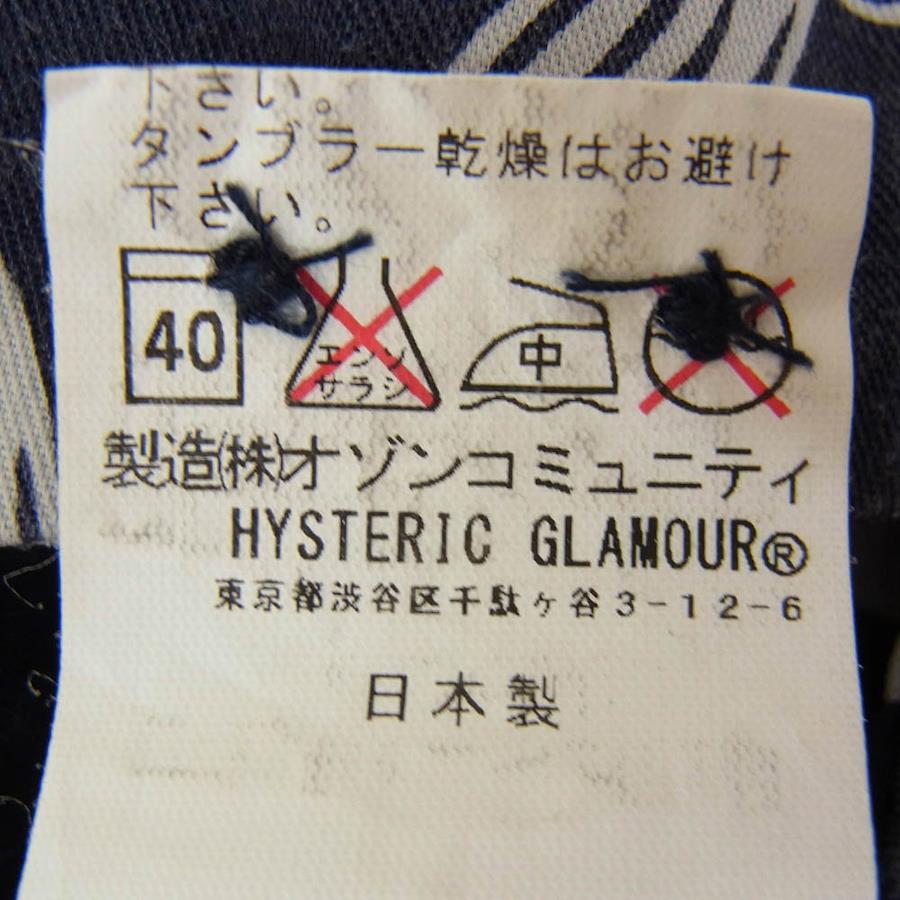 下さい。
タンブラー乾燥はお避け
下さい。
40
エンソ
サラシ
中
製造㈱オゾンコミュニティ
HYSTERIC GLAMOUR®
東京都渋谷区千駄ヶ谷3-12-6
日本製